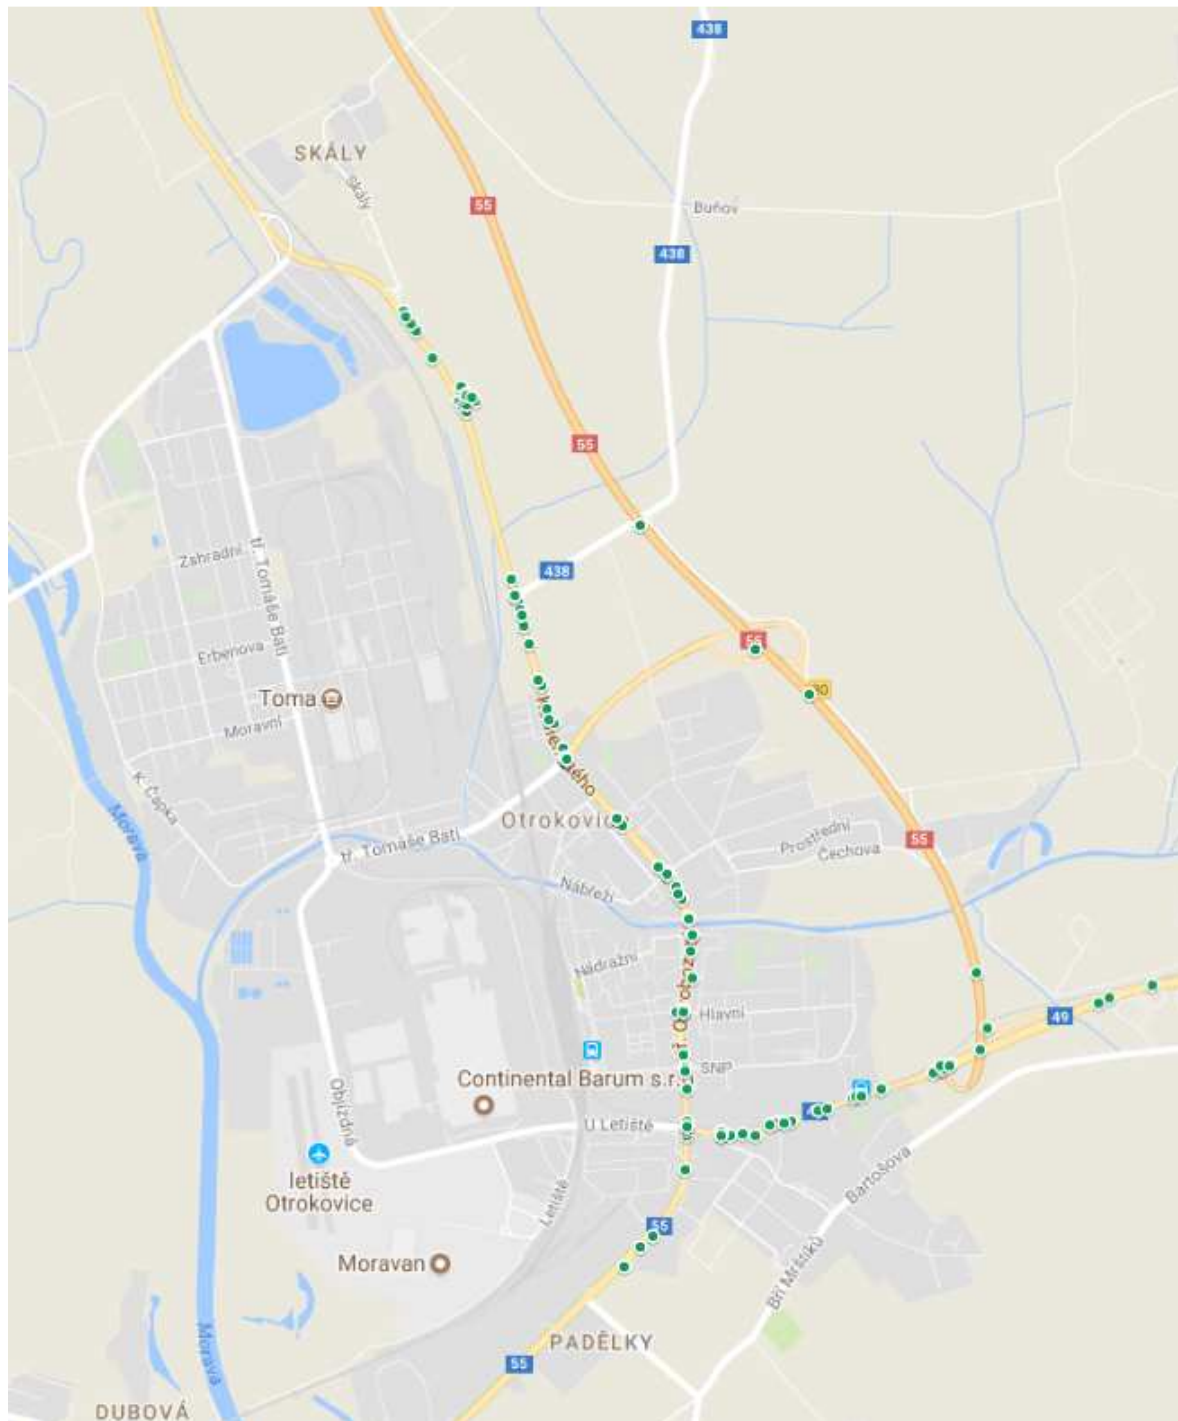 438
SKÁLY
Skály
55
Buňov
438
55
438
Zahradní
tř. Tomáše Bati
Erbenova
55
Toma
Moravní
K. Čapka
Morava
Otrokovice
Prostřední
Čechova
55
tř. Tomáše Bati
Nábřeží
Nádražní
Hlavní
49
SNP
Continental Barum s.r.o
Objízdná
U Letiště
letiště
Otrokovice
Letiště
Bartošova
55
Moravan
Bří Mrštíků
PADĚLKY
Morava
55
DUBOVÁ